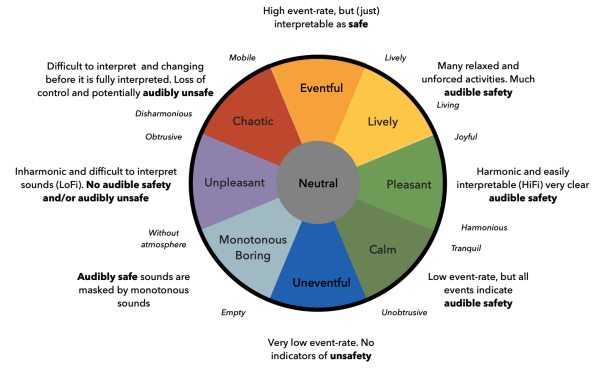 High event-rate, but (just)
interpretable as safe
Mobile
Lively
Difficult to interpret and changing
before it is fully interpreted. Loss of
control and potentially audibly unsafe
Many relaxed and
unforced activities. Much
audible safety
Eventful
Living
Disharmonious
Chaotic
Lively
Obtrusive
Joyful
Inharmonic and difficult to interpret
sounds (LoFi). No audible safety
and/or audibly unsafe
Unpleasant
Neutral
Pleasant
Harmonic and easily
interpretable (HiFi) very clear
audible safety
Without
atmosphere
Harmonious
Monotonous
Boring
Calm
Tranquil
Audibly safe sounds are
masked by monotonous
sounds
Uneventful
Low event-rate, but all
events indicate
audible safety
Empty
Unobtrusive
Very low event-rate. No
indicators of unsafety